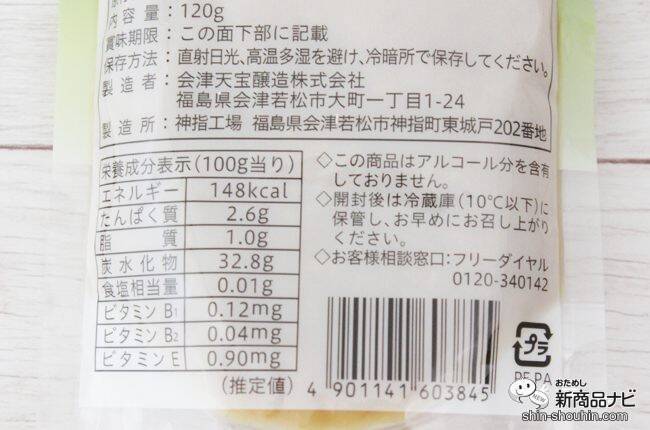 内容量：120g
賞味期限：この面下部に記載
保存方法：直射日光、高温多湿を避け、冷暗所で保存してください。
製造者：会津天宝醸造株式会社
福島県会津若松市大町一丁目1-24
製造所：神指工場 福島県会津若松市神指町東城戸202番地
栄養成分表示(100g当り)
エネルギー 148kcal
たんぱく質 2.6g
脂質 1.0g
炭水化物 32.8g
食塩相当量 0.01g
ビタミンB1 0.12mg
ビタミンB2 0.04mg
ビタミンE 0.90mg
(推定値)
◇この商品はアルコール分を含有
しておりません。
◇開封後は冷蔵庫(10℃以下)に
保管し、お早めにお召し上がり
ください。
◇お客様相談窓口：フリーダイヤル
0120-340142
4 901141 603845
プラ
PE,PA
おためし
新商品ナビ
NEW
shin-shouhin.com